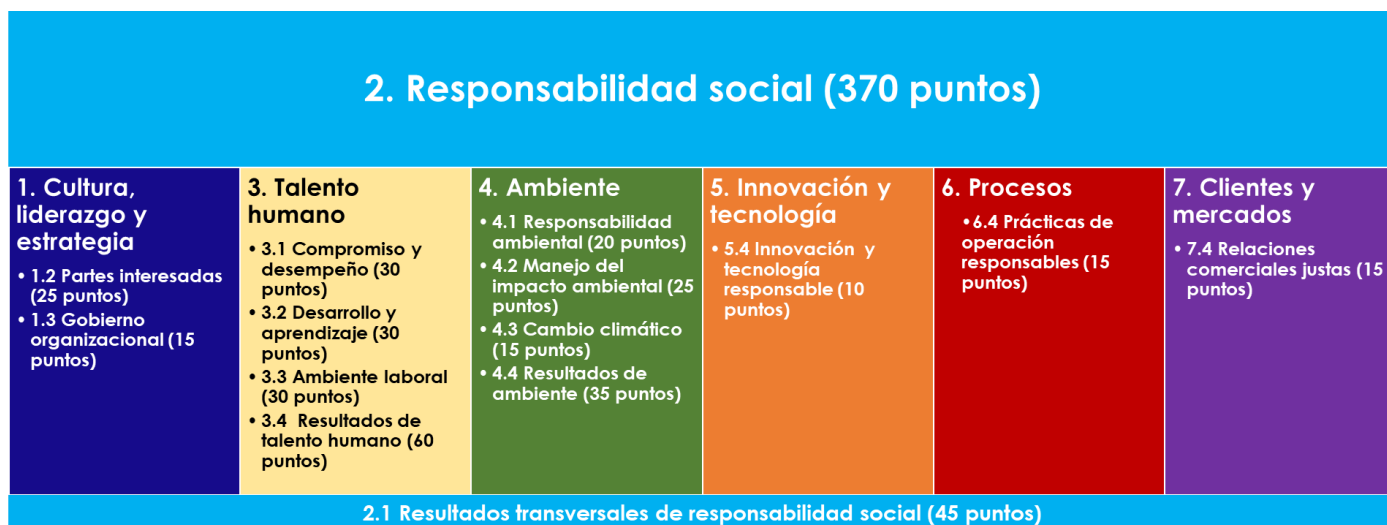 2. Responsabilidad social (370 puntos)
1. Cultura,
liderazgo y
estrategia
• 1.2 Partes interesadas
(25 puntos)
• 1.3 Gobierno
organizacional (15
puntos)
3. Talento
humano
• 3.1 Compromiso y
desempeño (30
puntos)
• 3.2 Desarrollo y
aprendizaje (30
puntos)
• 3.3 Ambiente laboral
(30 puntos)
• 3.4 Resultados de
talento humano (60
puntos)
4. Ambiente
• 4.1 Responsabilidad
ambiental (20 puntos)
• 4.2 Manejo del
impacto ambiental (25
puntos)
• 4.3 Cambio climático
(15 puntos)
• 4.4 Resultados de
ambiente (35 puntos)
5. Innovación y
tecnología
• 5.4 Innovación y
tecnología
responsable (10
puntos)
6. Procesos
•6.4 Prácticas de
operación
responsables (15
puntos)
7. Clientes y
mercados
• 7.4 Relaciones
comerciales justas (15
puntos)
2.1 Resultados transversales de responsabilidad social (45 puntos)